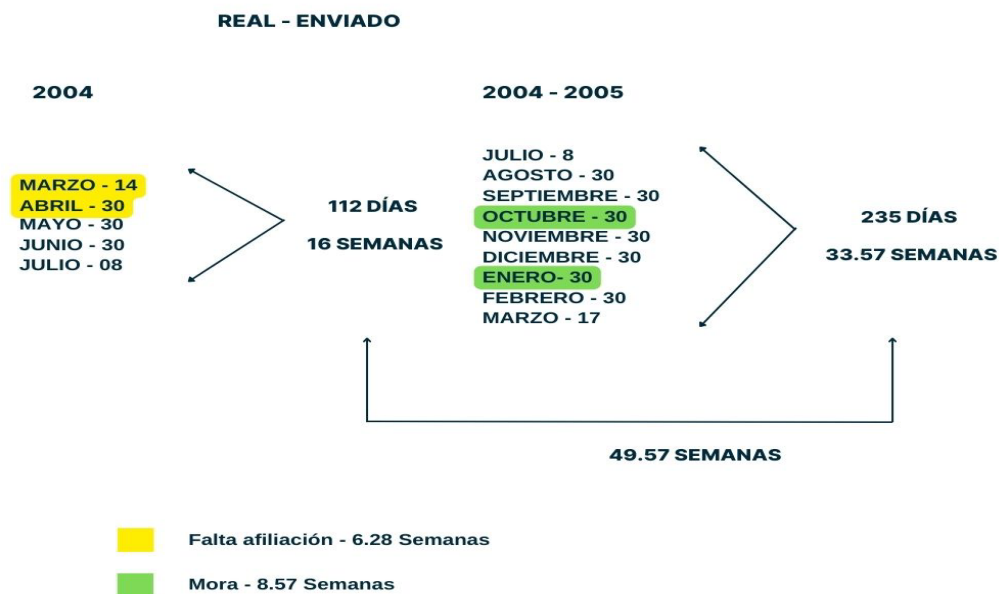 REAL - ENVIADO
2004
MARZO - 14
ABRIL - 30
MAYO - 30
JUNIO - 30
JULIO - 08
112 DÍAS
16 SEMANAS
2004 - 2005
JULIO - 8
AGOSTO - 30
SEPTIEMBRE - 30
OCTUBRE - 30
NOVIEMBRE - 30
DICIEMBRE - 30
ENERO- 30
FEBRERO - 30
MARZO - 17
235 DÍAS
33.57 SEMANAS
49.57 SEMANAS
Falta afiliación - 6.28 Semanas
Mora - 8.57 Semanas